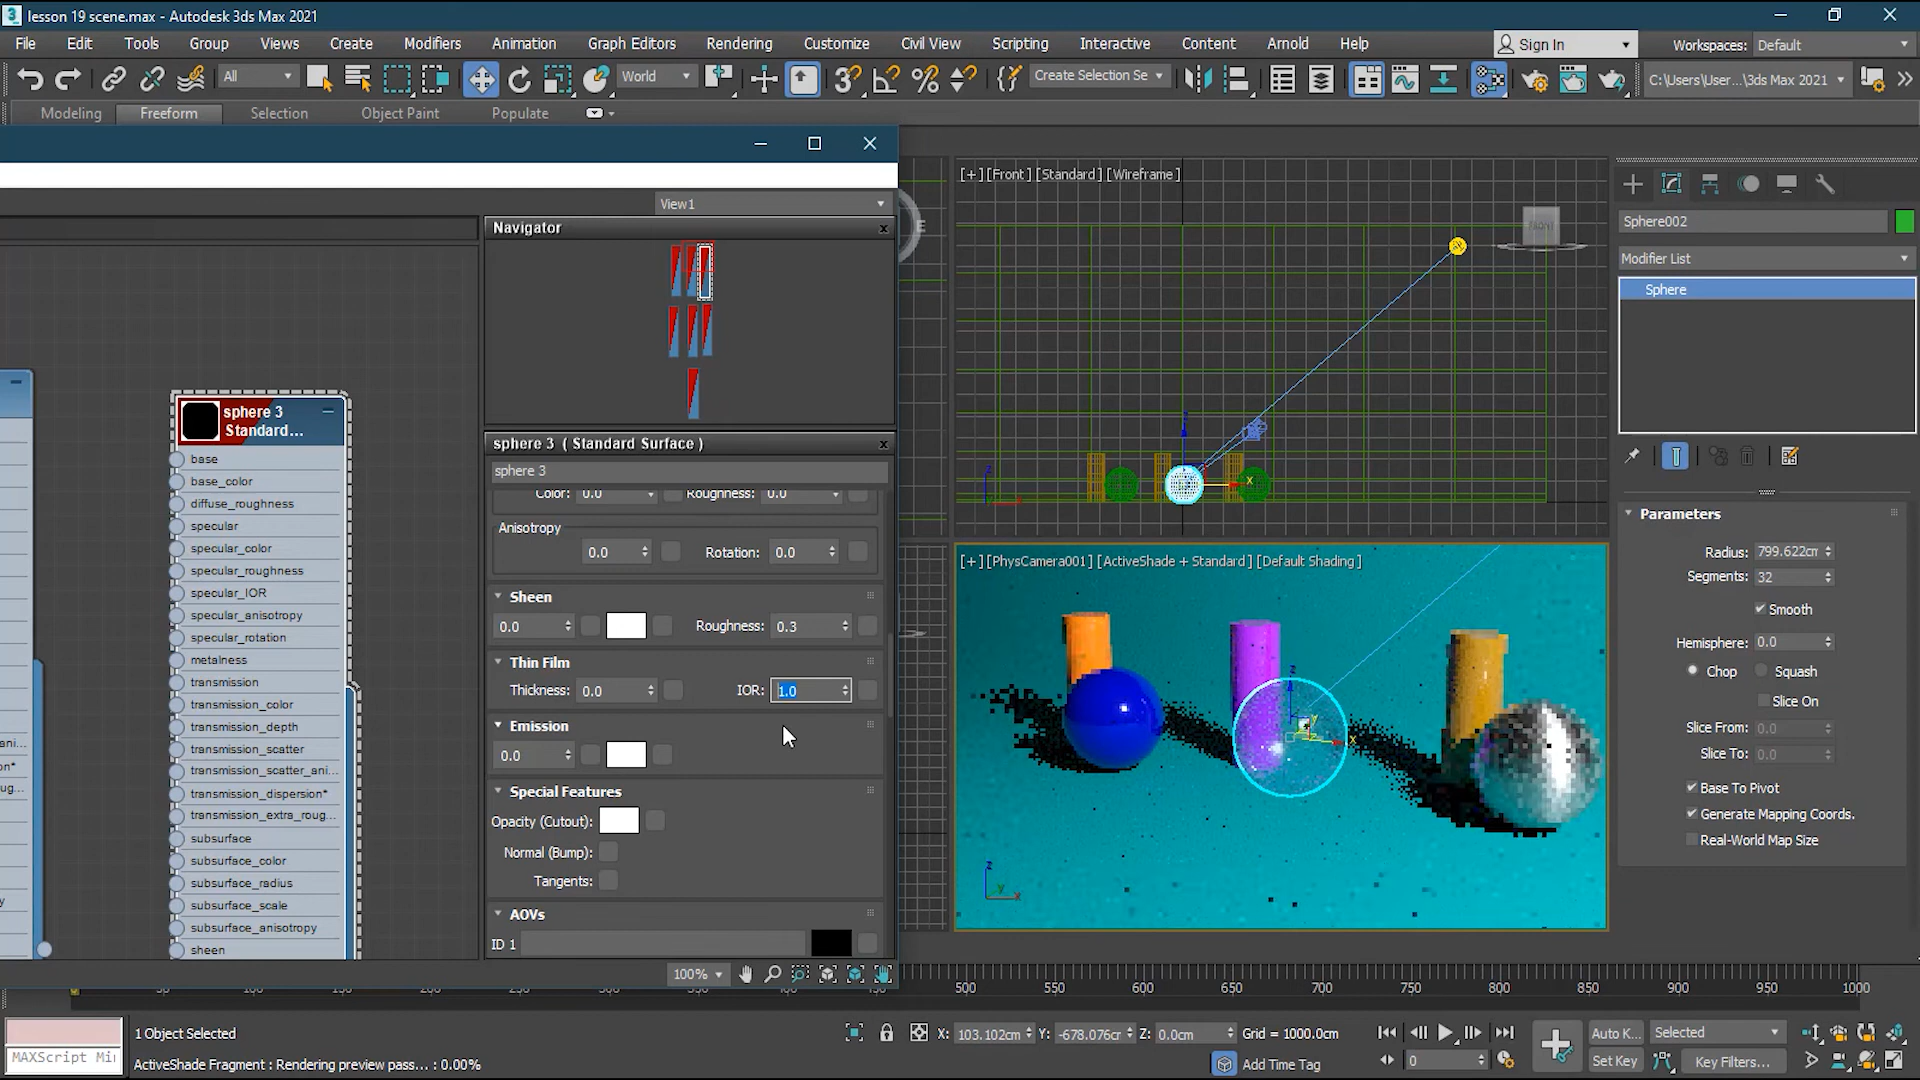 lesson 19 scene.max - Autodesk 3ds Max 2021
File Edit Tools Group Views Create Modifiers Animation Graph Editors Rendering Customize Civil View Scripting Interactive Content Arnold Help Sign In Workspaces: Default
All World Create Selection Se C:\Users\User...\3ds Max 2021
Modeling Freeform Selection Object Paint Populate
View1
Navigator
sphere 3 ( Standard Surface )
sphere 3
Color: 0.0 Roughness: 0.0
Anisotropy
0.0 Rotation: 0.0
Sheen
0.0 Roughness: 0.3
Thin Film
Thickness: 0.0 IOR: 1.0
Emission
0.0
Special Features
Opacity (Cutout):
Normal (Bump):
Tangents:
AOVs
ID 1
100%
sphere 3
Standard...
base
base_color
diffuse_roughness
specular
specular_color
specular_roughness
specular_IOR
specular_anisotropy
specular_rotation
metalness
transmission
transmission_color
transmission_depth
transmission_scatter
transmission_scatter_ani...
transmission_dispersion*
transmission_extra_roug...
subsurface
subsurface_color
subsurface_radius
subsurface_scale
subsurface_anisotropy
sheen
[+][Front][Standard][Wireframe]
FRONT
[+][PhysCamera001][ActiveShade + Standard][Default Shading]
Sphere002
Modifier List
Sphere
Parameters
Radius: 799.622cm
Segments: 32
Smooth
Hemisphere: 0.0
Chop Squash
Slice On
Slice From: 0.0
Slice To: 0.0
Base To Pivot
Generate Mapping Coords.
Real-World Map Size
500 550 600 650 700 750 800 850 900 950 1000
1 Object Selected
MAXScript Mi
ActiveShade Fragment : Rendering preview pass... : 0.00%
X: 103.102cm Y: -678.076cr Z: 0.0cm Grid = 1000.0cm
Add Time Tag
0
Auto K... Selected
Set Key Key Filters...